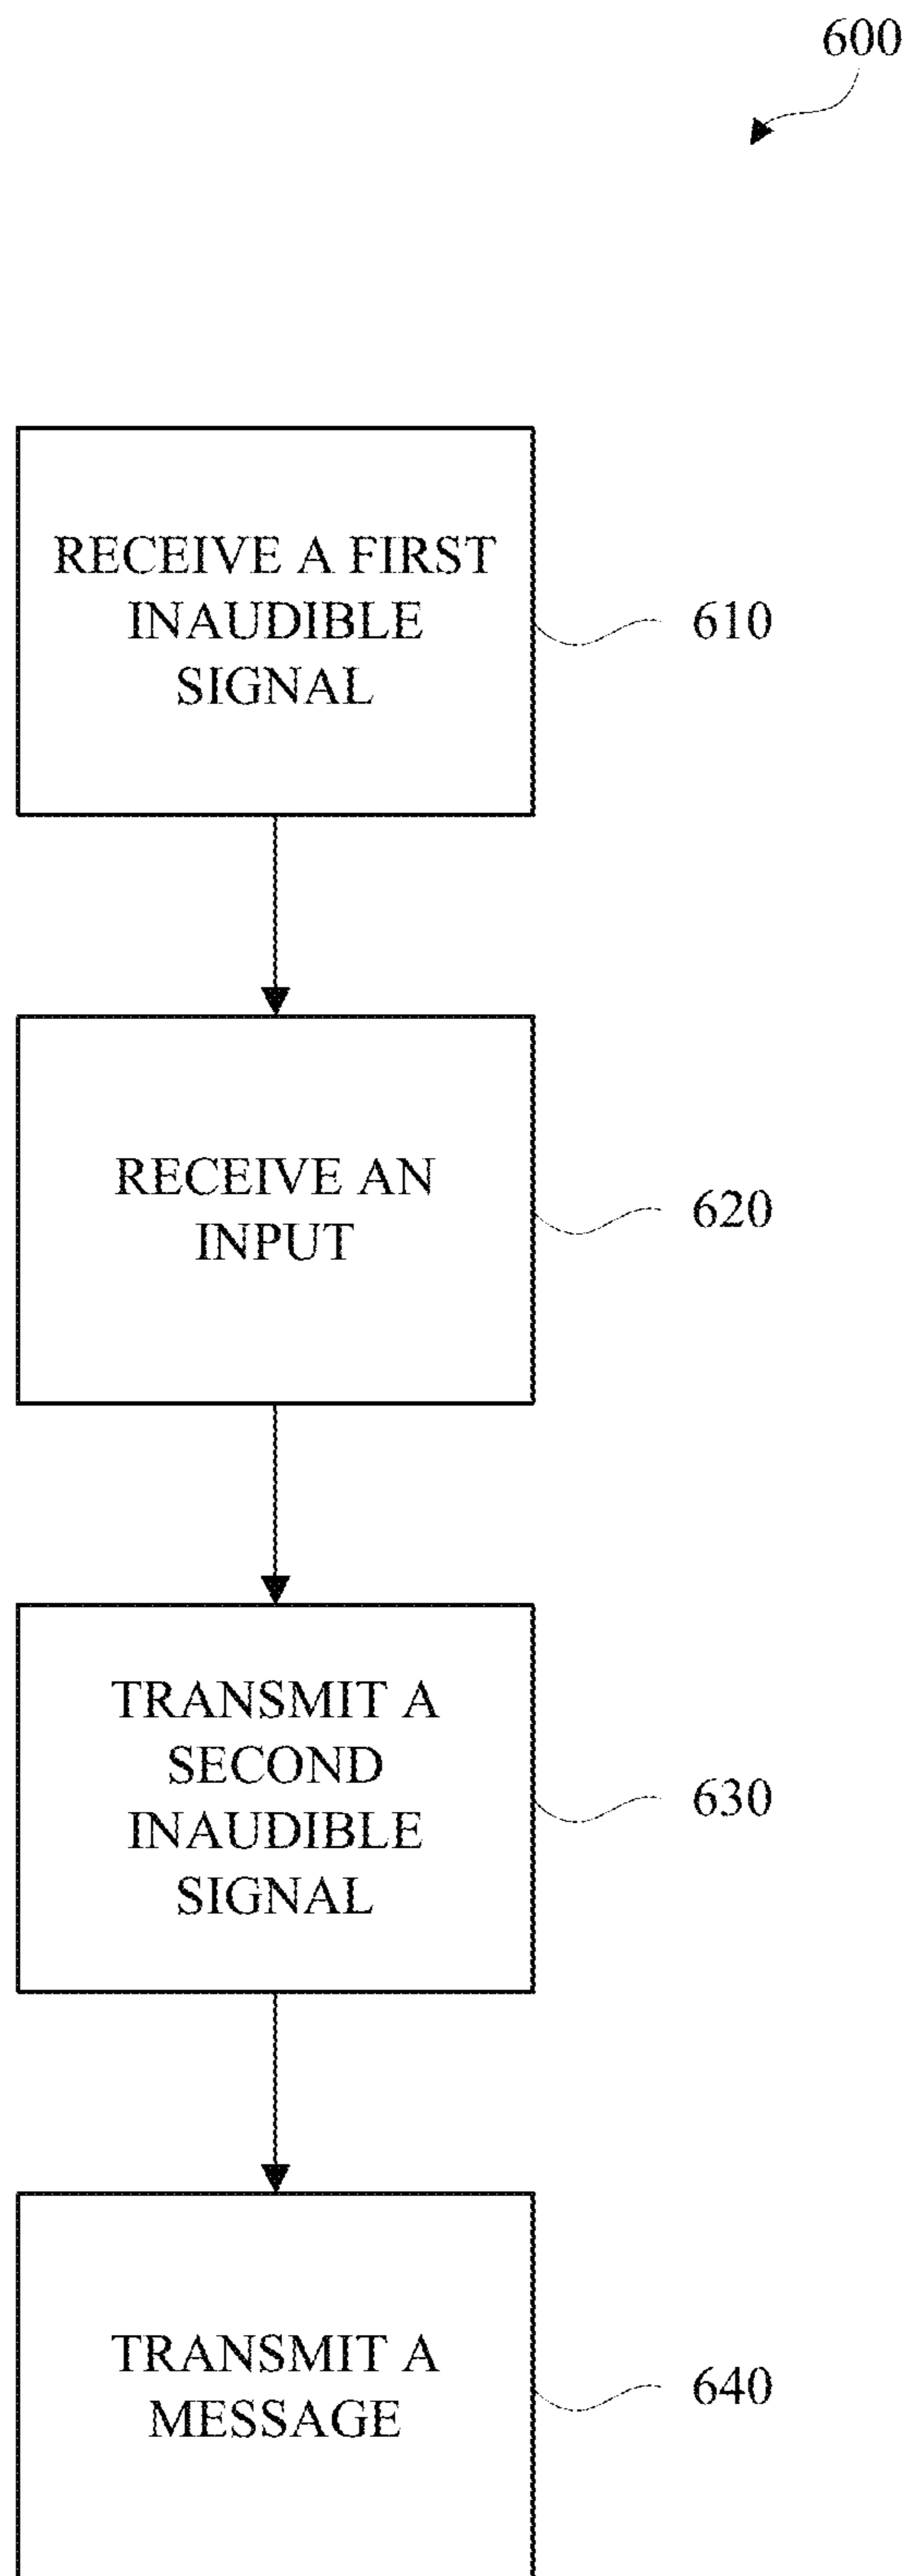 600
RECEIVE A FIRST
INAUDIBLE
SIGNAL
610
RECEIVE AN
INPUT
620
TRANSMIT A
SECOND
INAUDIBLE
SIGNAL
630
TRANSMIT A
MESSAGE
640